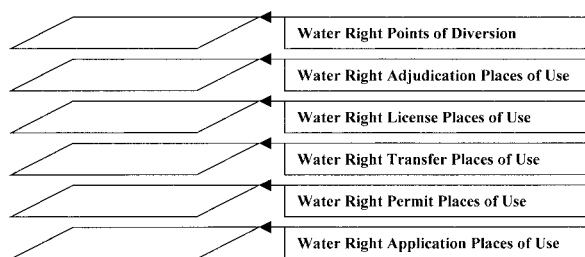 Water Right Points of Diversion
Water Right Adjudication Places of Use
Water Right License Places of Use
Water Right Transfer Places of Use
Water Right Permit Places of Use
Water Right Application Places of Use